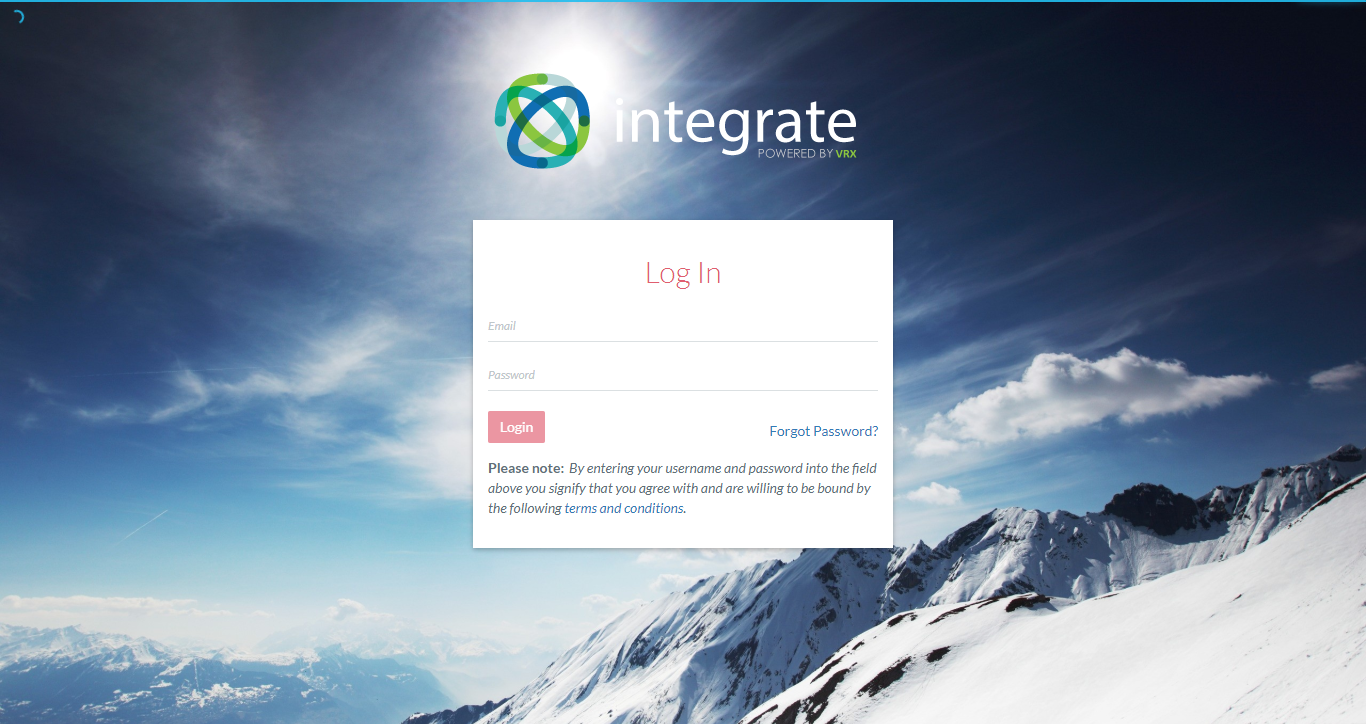 integrate
POWERED BY VRX
Log In
Email
Password
Login
Forgot Password?
Please note: By entering your username and password into the field
above you signify that you agree with and are willing to be bound by
the following terms and conditions.